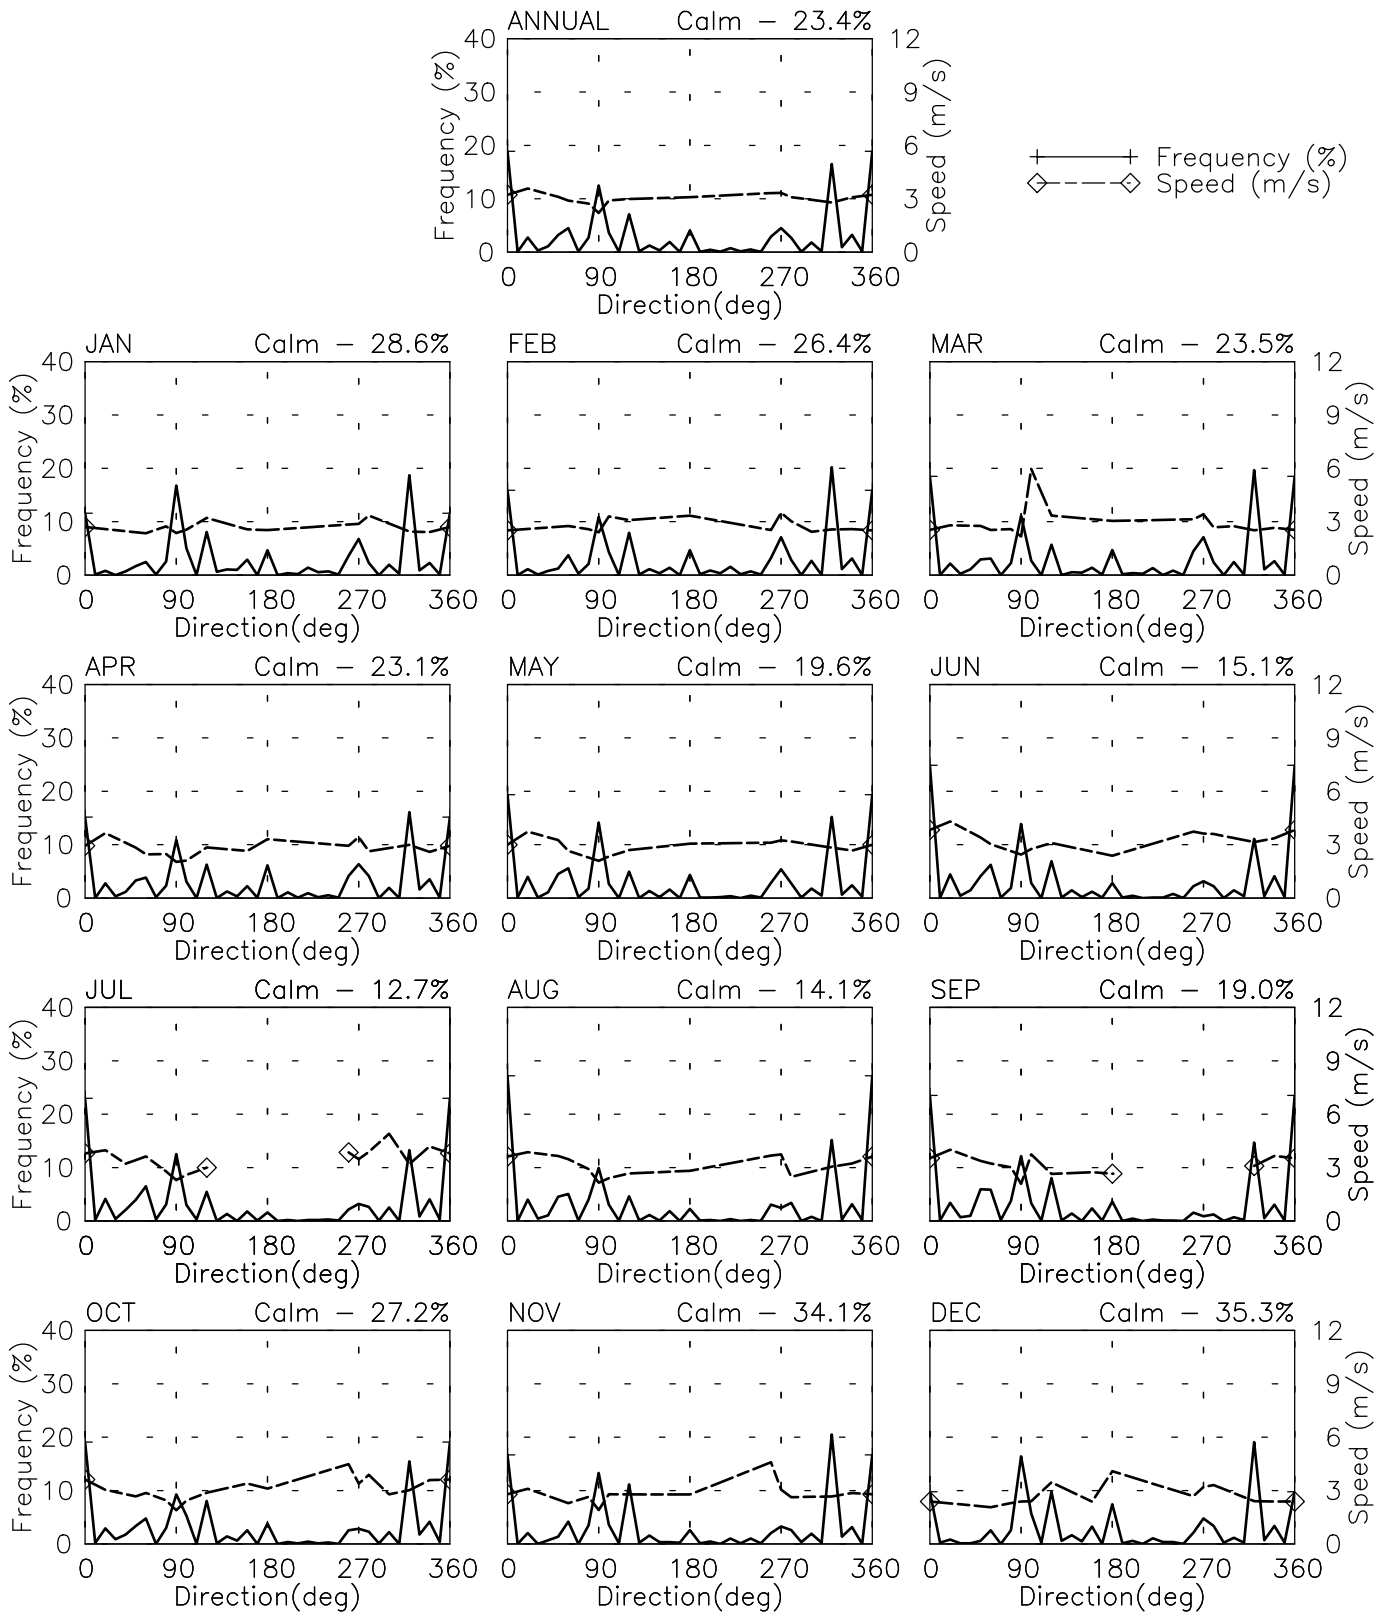 ANNUAL Calm - 23.4%
40 12
30 9
20 6
10 3
0 0
Frequency (%)
Speed (m/s)
0 90 180 270 360
Direction(deg)
Frequency (%)
Speed (m/s)
JAN Calm - 28.6% FEB Calm - 26.4% MAR Calm - 23.5%
40 12
30 9
20 6
10 3
0 0
Frequency (%)
Speed (m/s)
0 90 180 270 360 0 90 180 270 360 0 90 180 270 360
Direction(deg) Direction(deg) Direction(deg)
APR Calm - 23.1% MAY Calm - 19.6% JUN Calm - 15.1%
40 12
30 9
20 6
10 3
0 0
Frequency (%)
Speed (m/s)
0 90 180 270 360 0 90 180 270 360 0 90 180 270 360
Direction(deg) Direction(deg) Direction(deg)
JUL Calm - 12.7% AUG Calm - 14.1% SEP Calm - 19.0%
40 12
30 9
20 6
10 3
0 0
Frequency (%)
Speed (m/s)
0 90 180 270 360 0 90 180 270 360 0 90 180 270 360
Direction(deg) Direction(deg) Direction(deg)
OCT Calm - 27.2% NOV Calm - 34.1% DEC Calm - 35.3%
40 12
30 9
20 6
10 3
0 0
Frequency (%)
Speed (m/s)
0 90 180 270 360 0 90 180 270 360 0 90 180 270 360
Direction(deg) Direction(deg) Direction(deg)